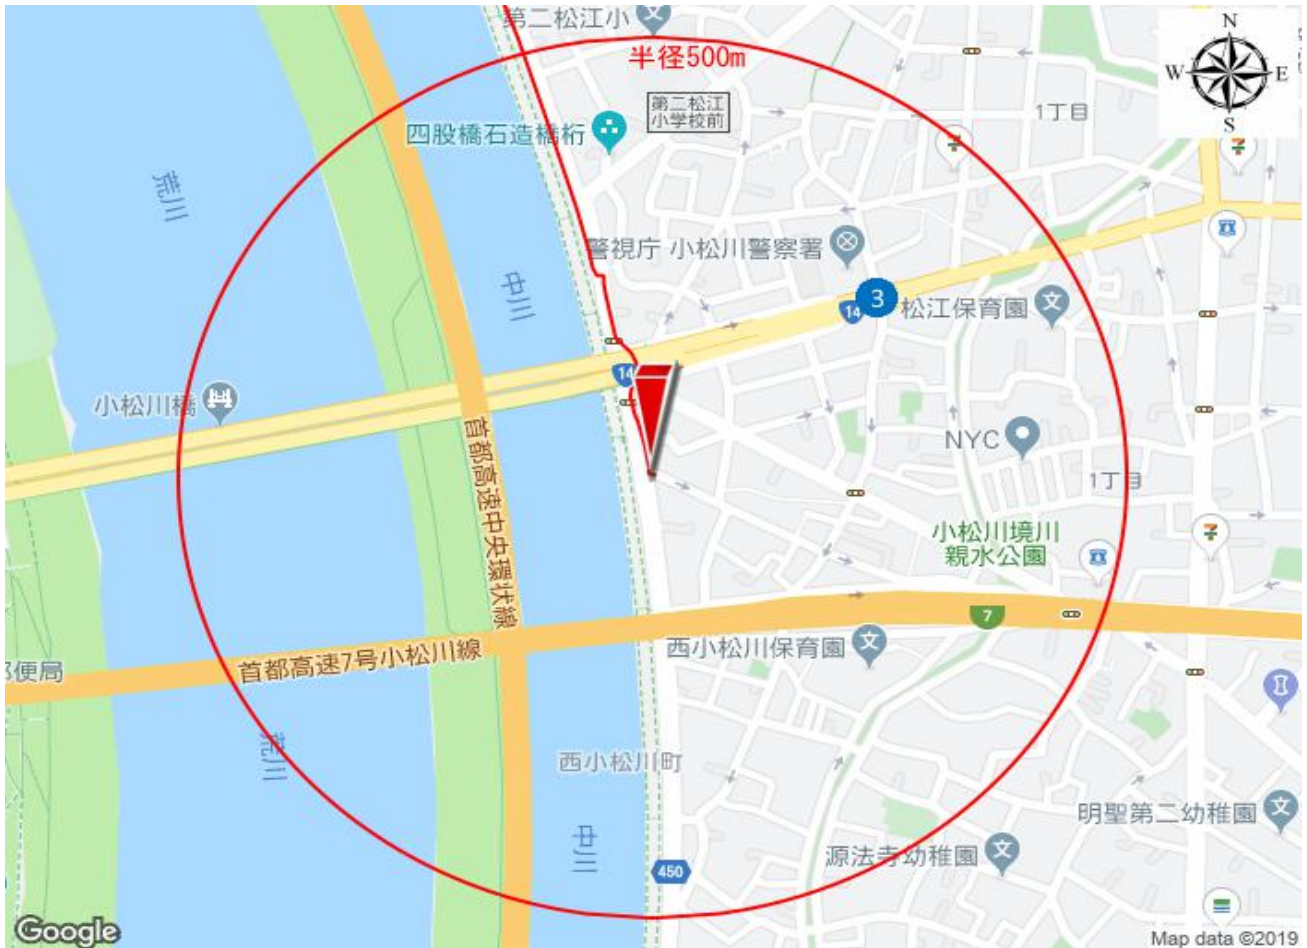 第二松江小
N
W
E
S
半径500m
第二松江
小学校前
1丁目
四股橋石造橋桁
荒川
中川
警視庁 小松川警察署
3
14
松江保育園
14
小松川橋
首都高速中央環状線
NYC
1丁目
小松川境川
親水公園
7
西小松川保育園
首都高速7号小松川線
便局
荒川
西小松川町
明聖第二幼稚園
中川
源法寺幼稚園
450
Google
Map data ©2019